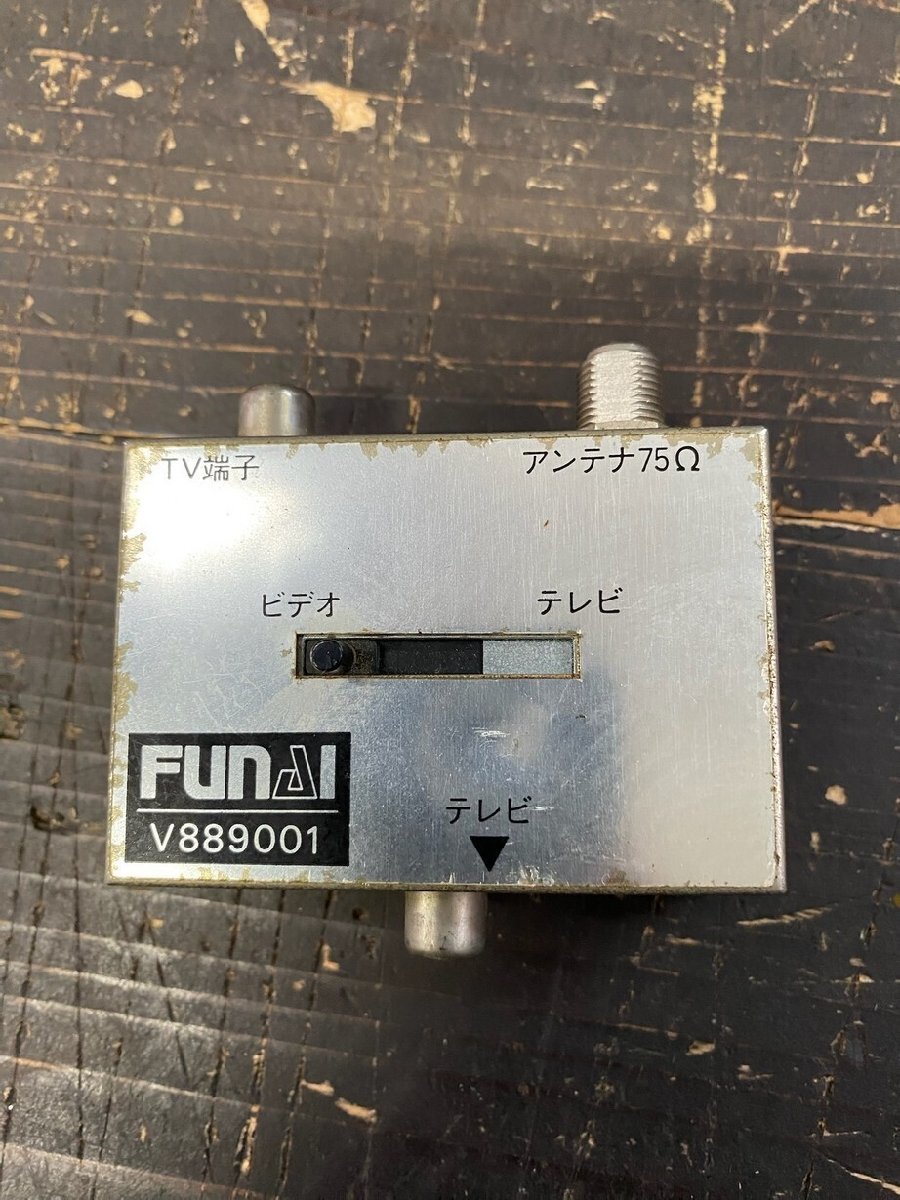 TV端子
アンテナ75Ω
ビデオ
テレビ
FUNAI
V889001
テレビ
▼